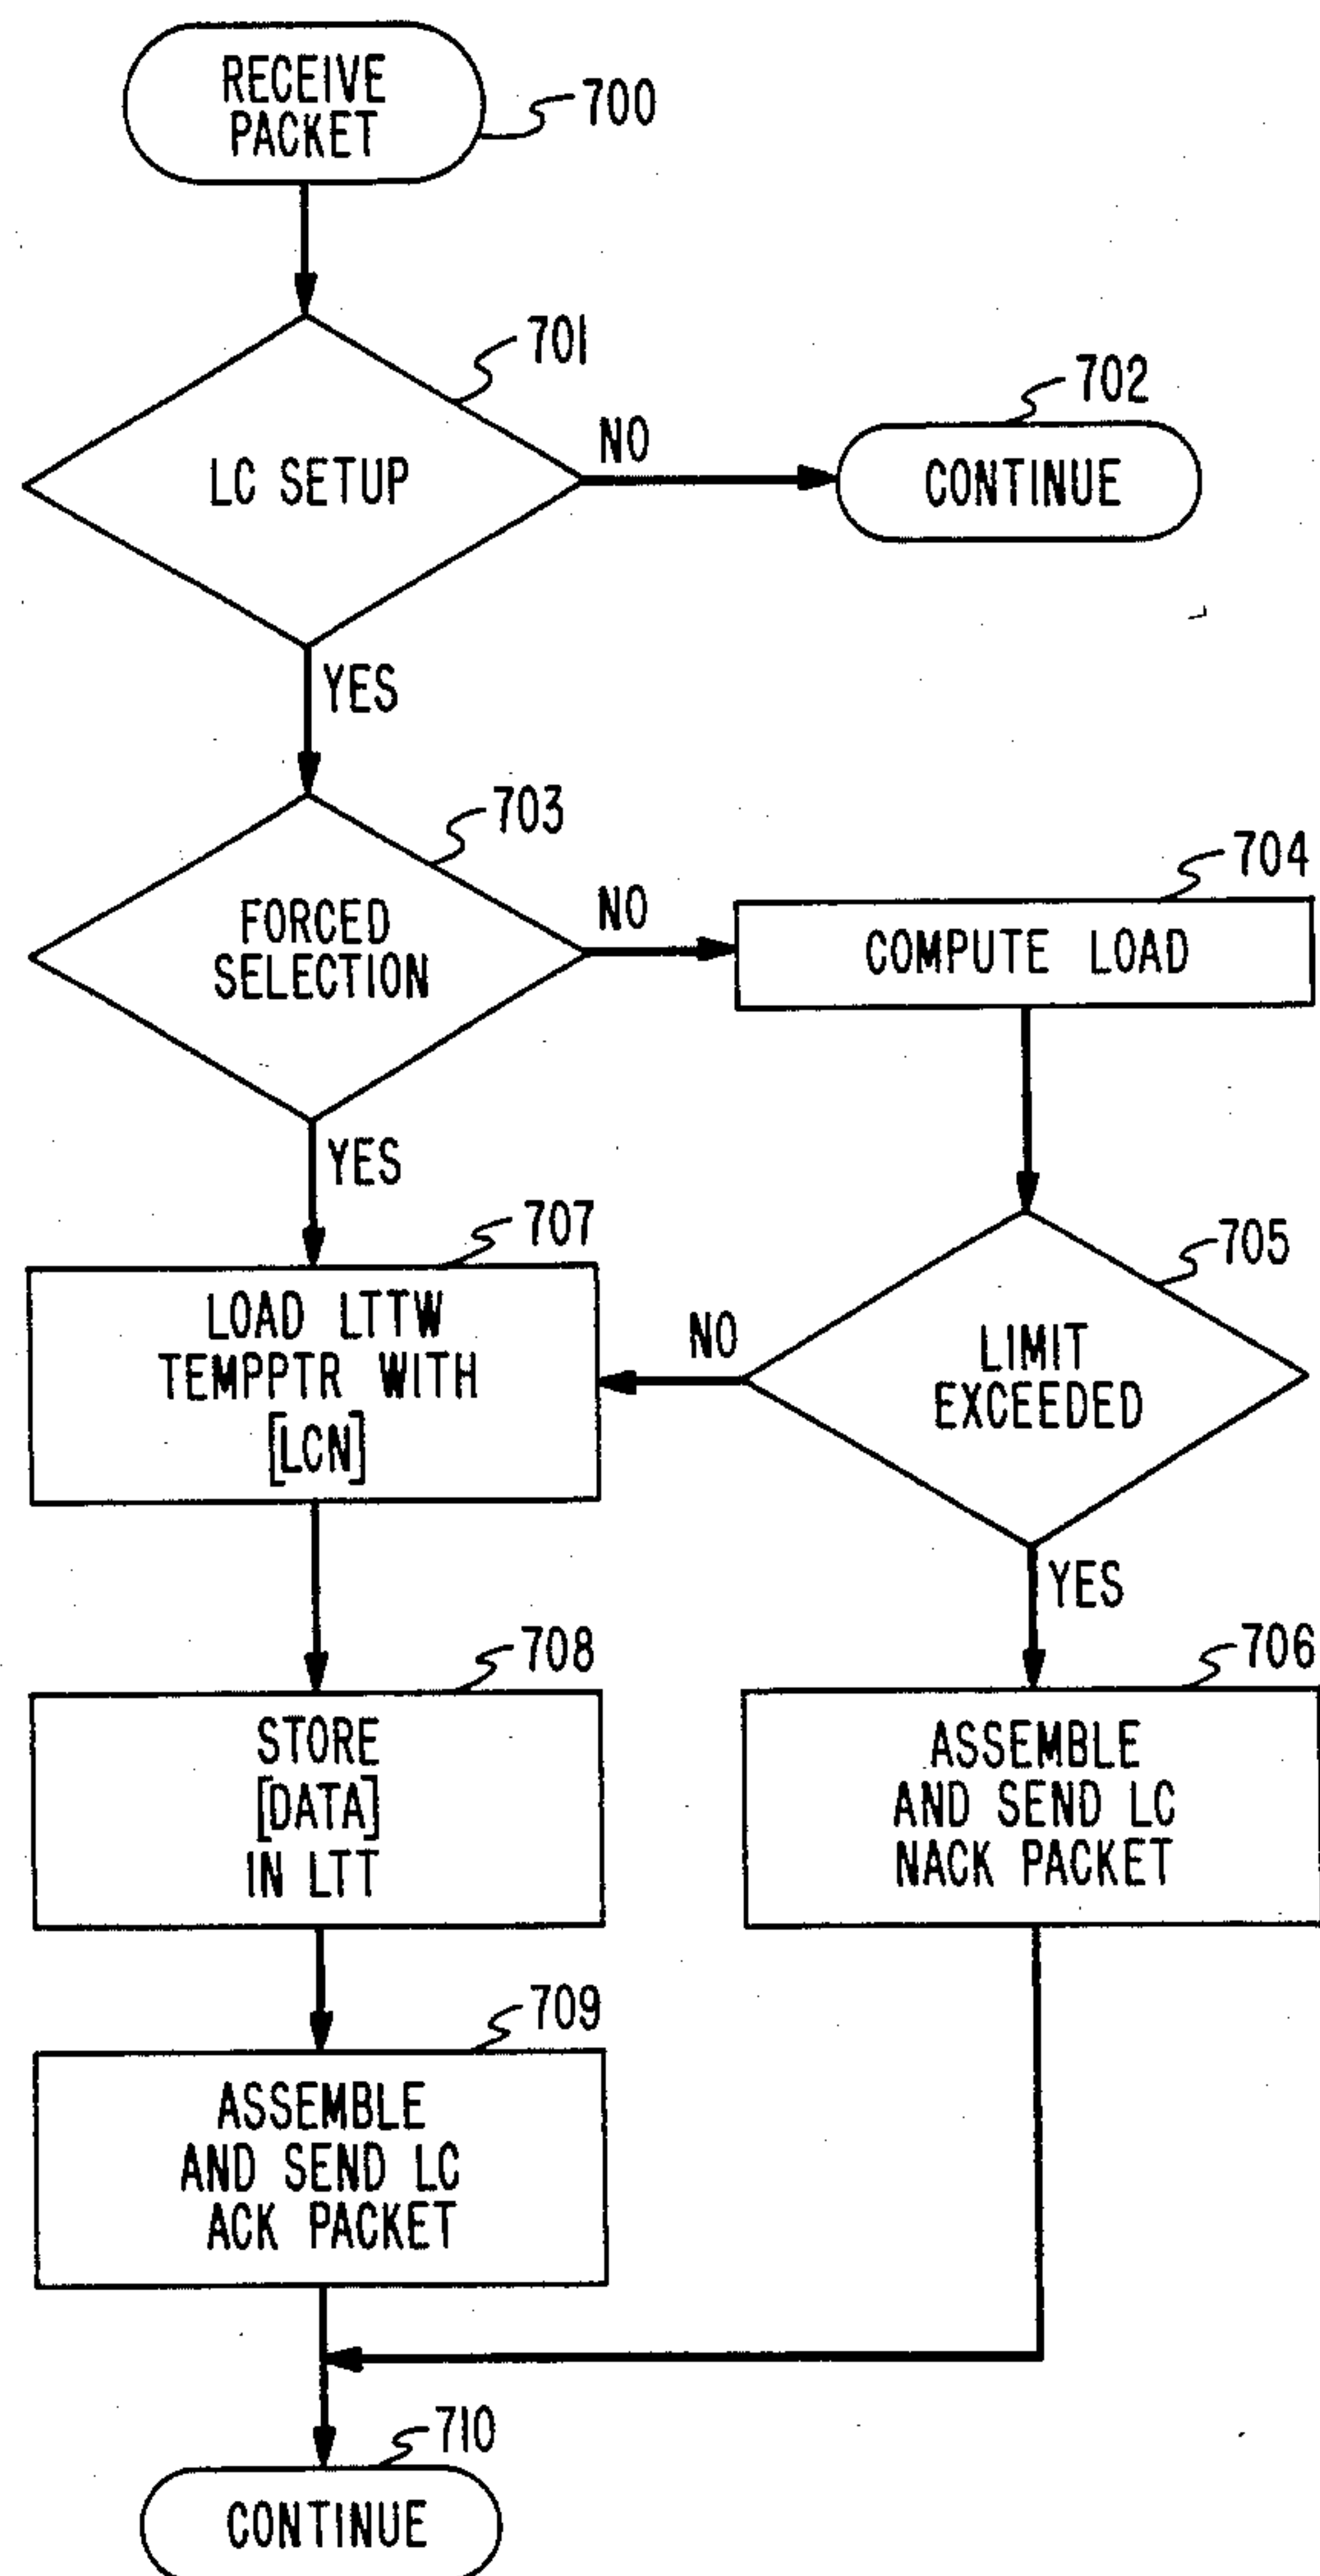 RECEIVE
PACKET
700
701
LC SETUP
NO
702
CONTINUE
YES
703
FORCED
SELECTION
NO
704
COMPUTE LOAD
YES
705
LIMIT
EXCEEDED
NO
707
LOAD LTTW
TEMPPTR WITH
[LCN]
YES
708
STORE
[DATA]
IN LTT
706
ASSEMBLE
AND SEND LC
NACK PACKET
709
ASSEMBLE
AND SEND LC
ACK PACKET
710
CONTINUE